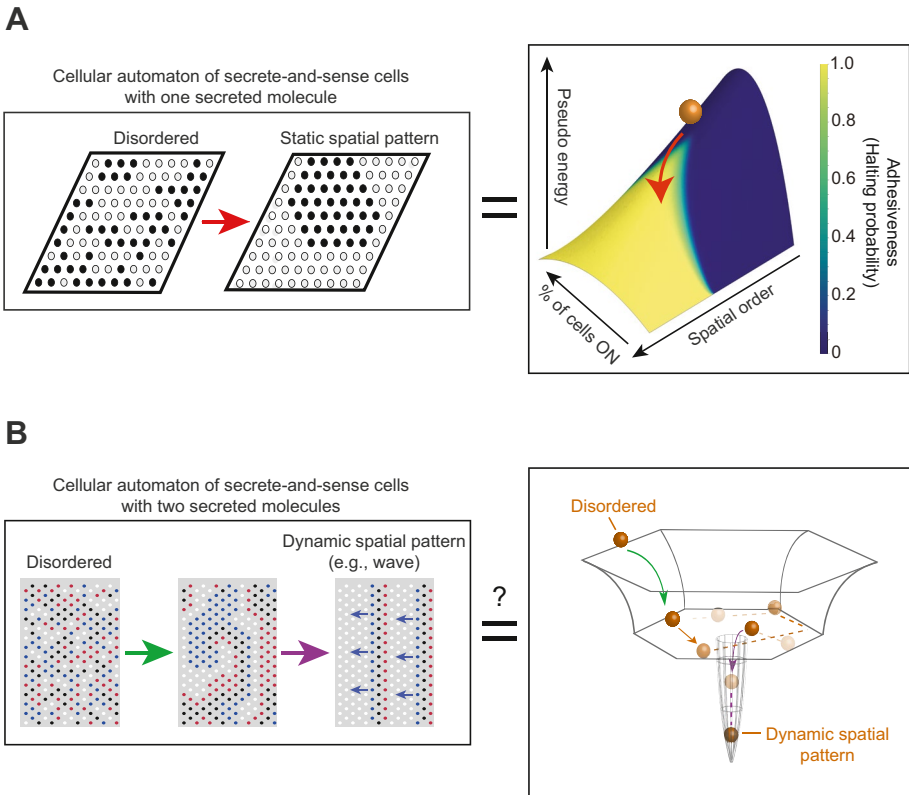 A
Cellular automaton of secrete-and-sense cells
with one secreted molecule
Disordered
Static spatial pattern
=
Pseudo energy
% of cells ON
Spatial order
1.0
0.8
0.6
0.4
0.2
0
Adhesiveness
(Halting probability)
B
Cellular automaton of secrete-and-sense cells
with two secreted molecules
Disordered
Dynamic spatial pattern
(e.g., wave)
?
=
Disordered
Dynamic spatial
pattern